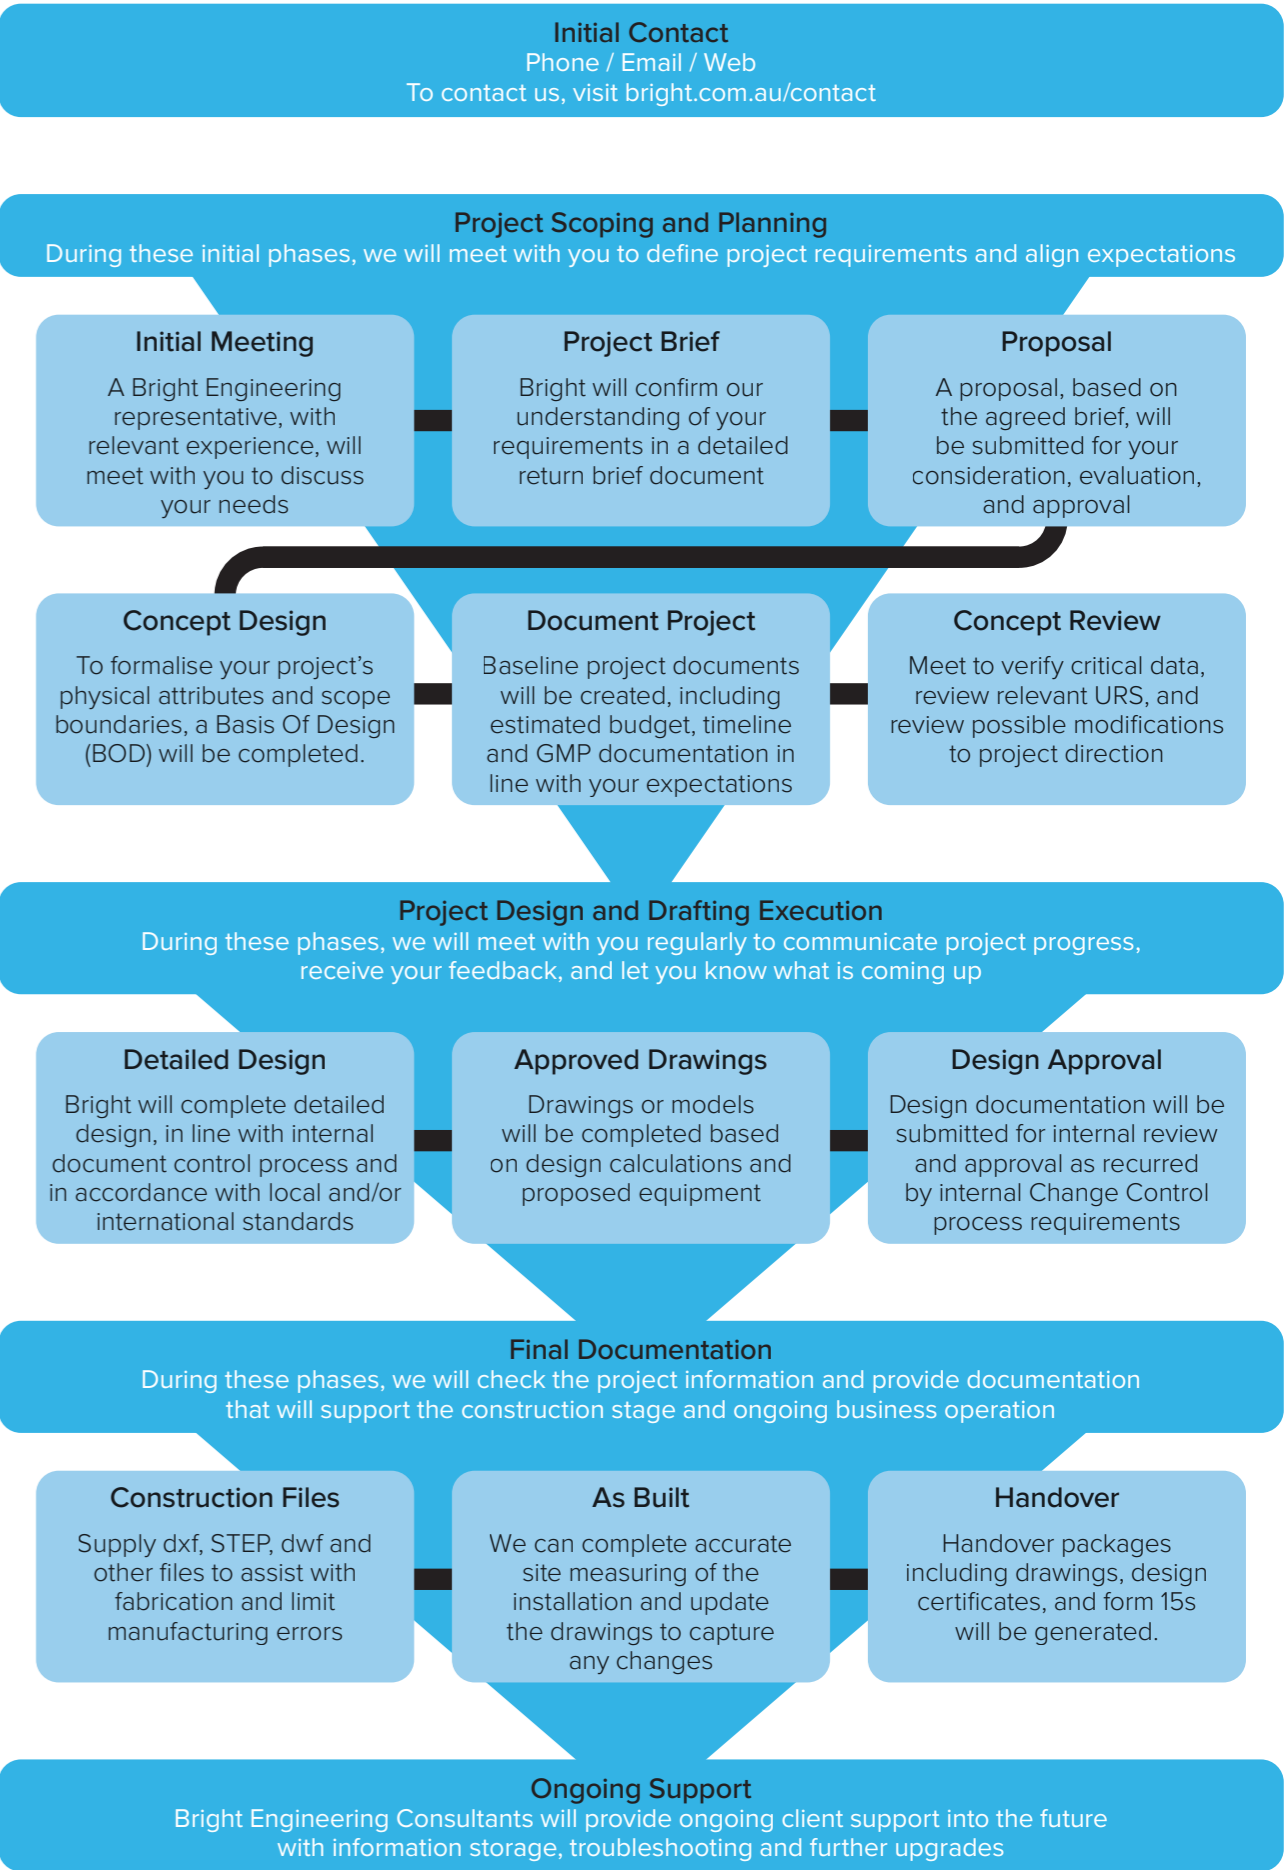 Initial Contact
Phone / Email / Web
To contact us, visit bright.com.au/contact
Project Scoping and Planning
During these initial phases, we will meet with you to define project requirements and align expectations
Initial Meeting
A Bright Engineering
representative, with
relevant experience, will
meet with you to discuss
your needs
Project Brief
Bright will confirm our
understanding of your
requirements in a detailed
return brief document
Proposal
A proposal, based on
the agreed brief, will
be submitted for your
consideration, evaluation,
and approval
Concept Design
To formalise your project’s
physical attributes and scope
boundaries, a Basis Of Design
(BOD) will be completed.
Document Project
Baseline project documents
will be created, including
estimated budget, timeline
and GMP documentation in
line with your expectations
Concept Review
Meet to verify critical data,
review relevant URS, and
review possible modifications
to project direction
Project Design and Drafting Execution
During these phases, we will meet with you regularly to communicate project progress,
receive your feedback, and let you know what is coming up
Detailed Design
Bright will complete detailed
design, in line with internal
document control process and
in accordance with local and/or
international standards
Approved Drawings
Drawings or models
will be completed based
on design calculations and
proposed equipment
Design Approval
Design documentation will be
submitted for internal review
and approval as recurred
by internal Change Control
process requirements
Final Documentation
During these phases, we will check the project information and provide documentation
that will support the construction stage and ongoing business operation
Construction Files
Supply dxf, STEP, dwf and
other files to assist with
fabrication and limit
manufacturing errors
As Built
We can complete accurate
site measuring of the
installation and update
the drawings to capture
any changes
Handover
Handover packages
including drawings, design
certificates, and form 15s
will be generated.
Ongoing Support
Bright Engineering Consultants will provide ongoing client support into the future
with information storage, troubleshooting and further upgrades